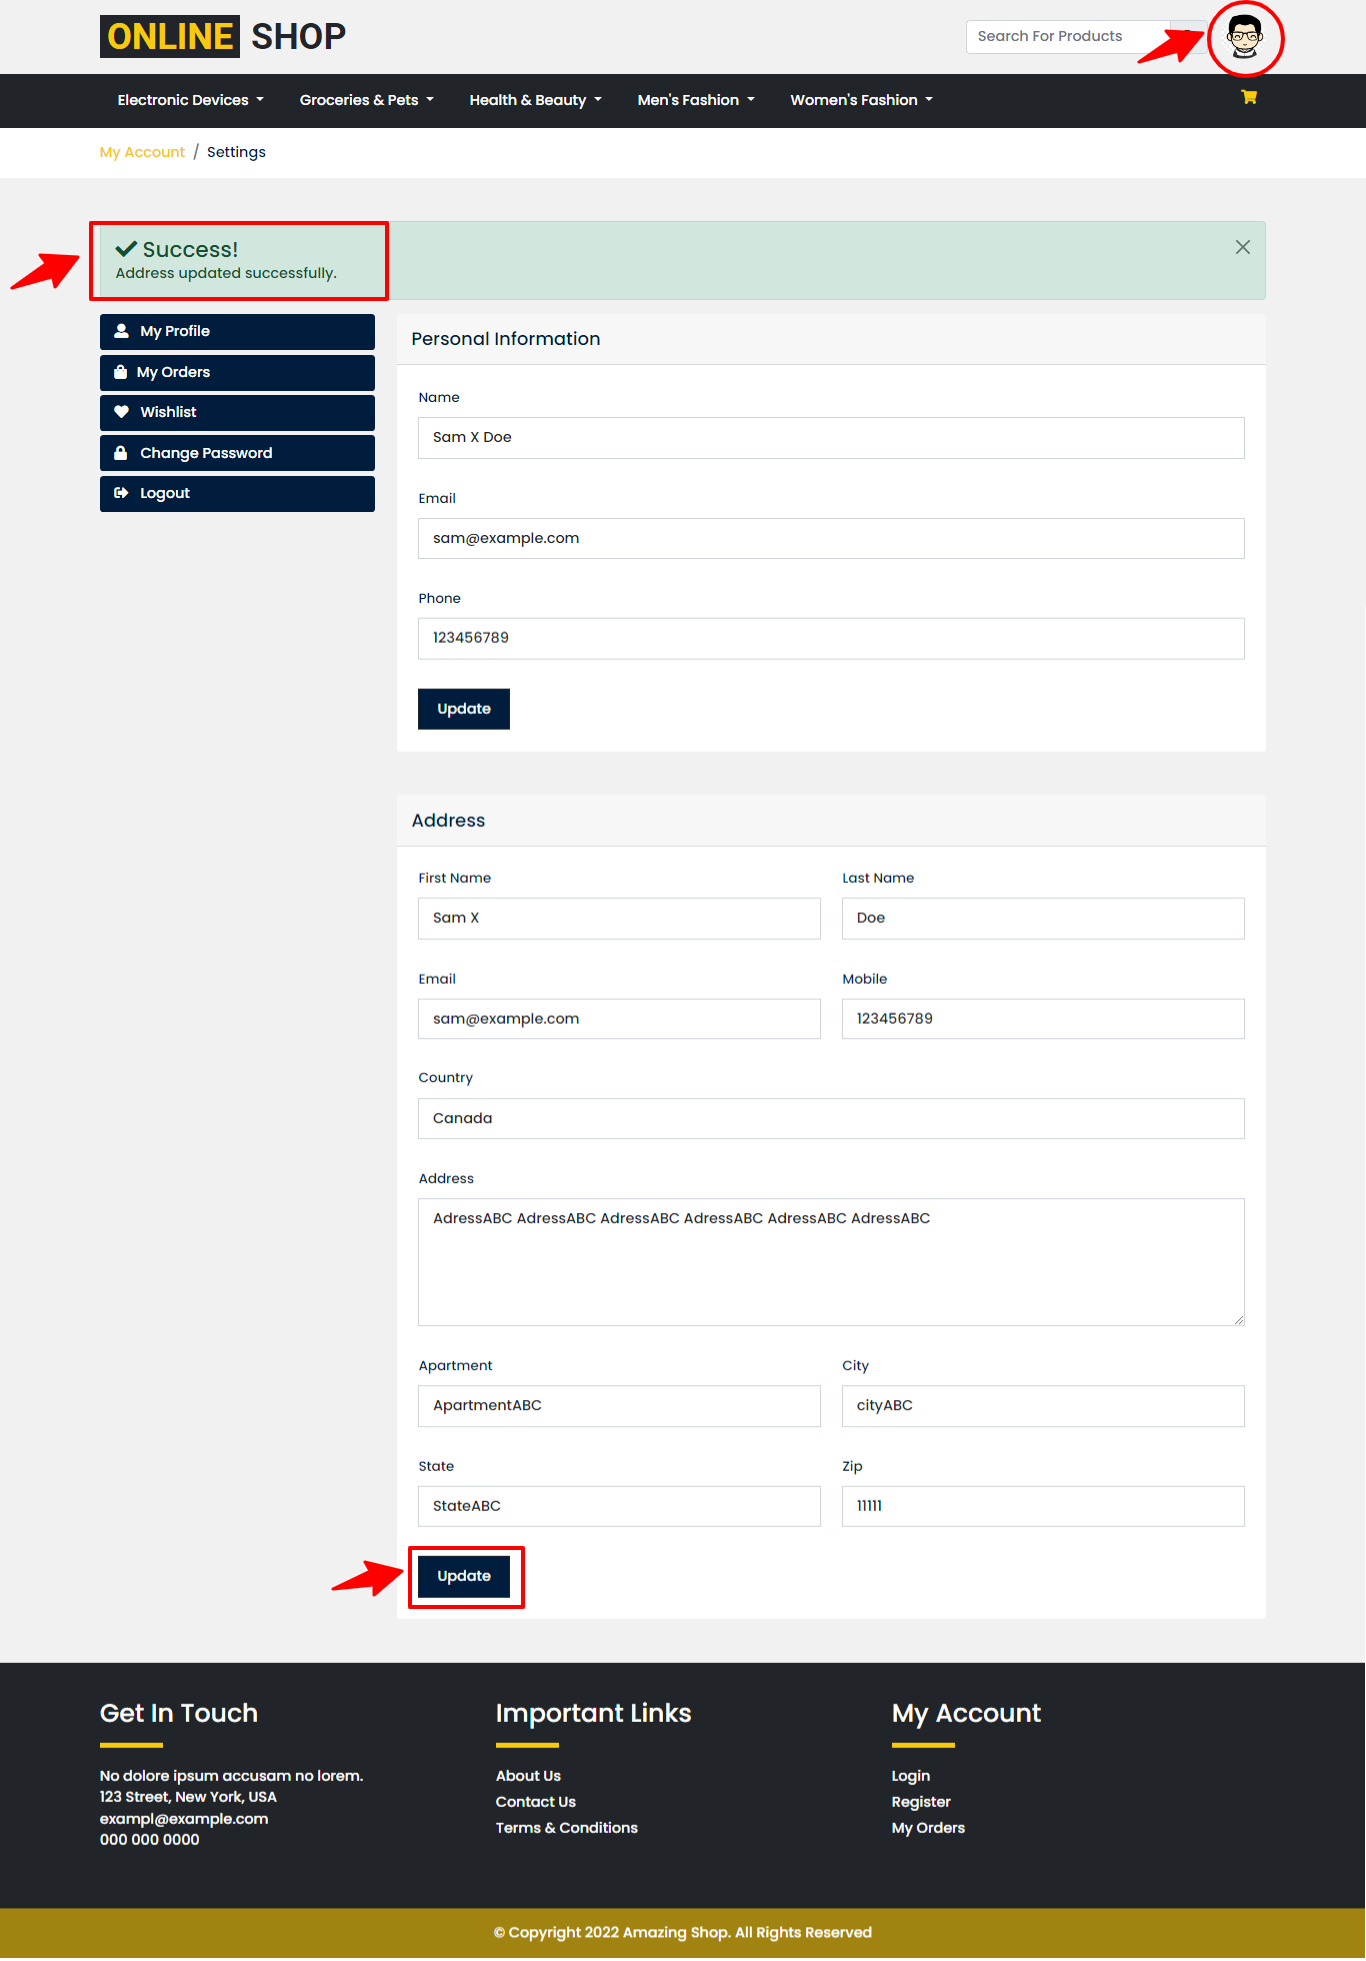 ONLINE SHOP
Search For Products
Electronic Devices Groceries & Pets Health & Beauty Men's Fashion Women's Fashion
My Account / Settings
Success!
Address updated successfully.
My Profile
My Orders
Wishlist
Change Password
Logout
Personal Information
Name
Sam X Doe
Email
sam@example.com
Phone
123456789
Update
Address
First Name Last Name
Sam X Doe
Email Mobile
sam@example.com 123456789
Country
Canada
Address
AdressABC AdressABC AdressABC AdressABC AdressABC AdressABC
Apartment City
ApartmentABC cityABC
State Zip
StateABC 11111
Update
Get In Touch
No dolore ipsum accusam no lorem.
123 Street, New York, USA
exampl@example.com
000 000 0000
Important Links
About Us
Contact Us
Terms & Conditions
My Account
Login
Register
My Orders
© Copyright 2022 Amazing Shop. All Rights Reserved